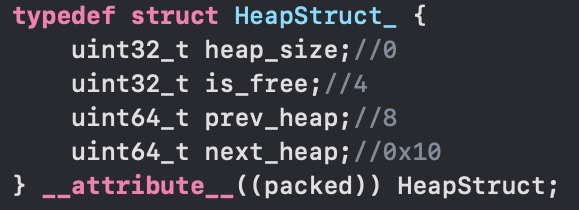 typedef struct HeapStruct_ {
    uint32_t heap_size;//0
    uint32_t is_free;//4
    uint64_t prev_heap;//8
    uint64_t next_heap;//0x10
} __attribute__((packed)) HeapStruct;